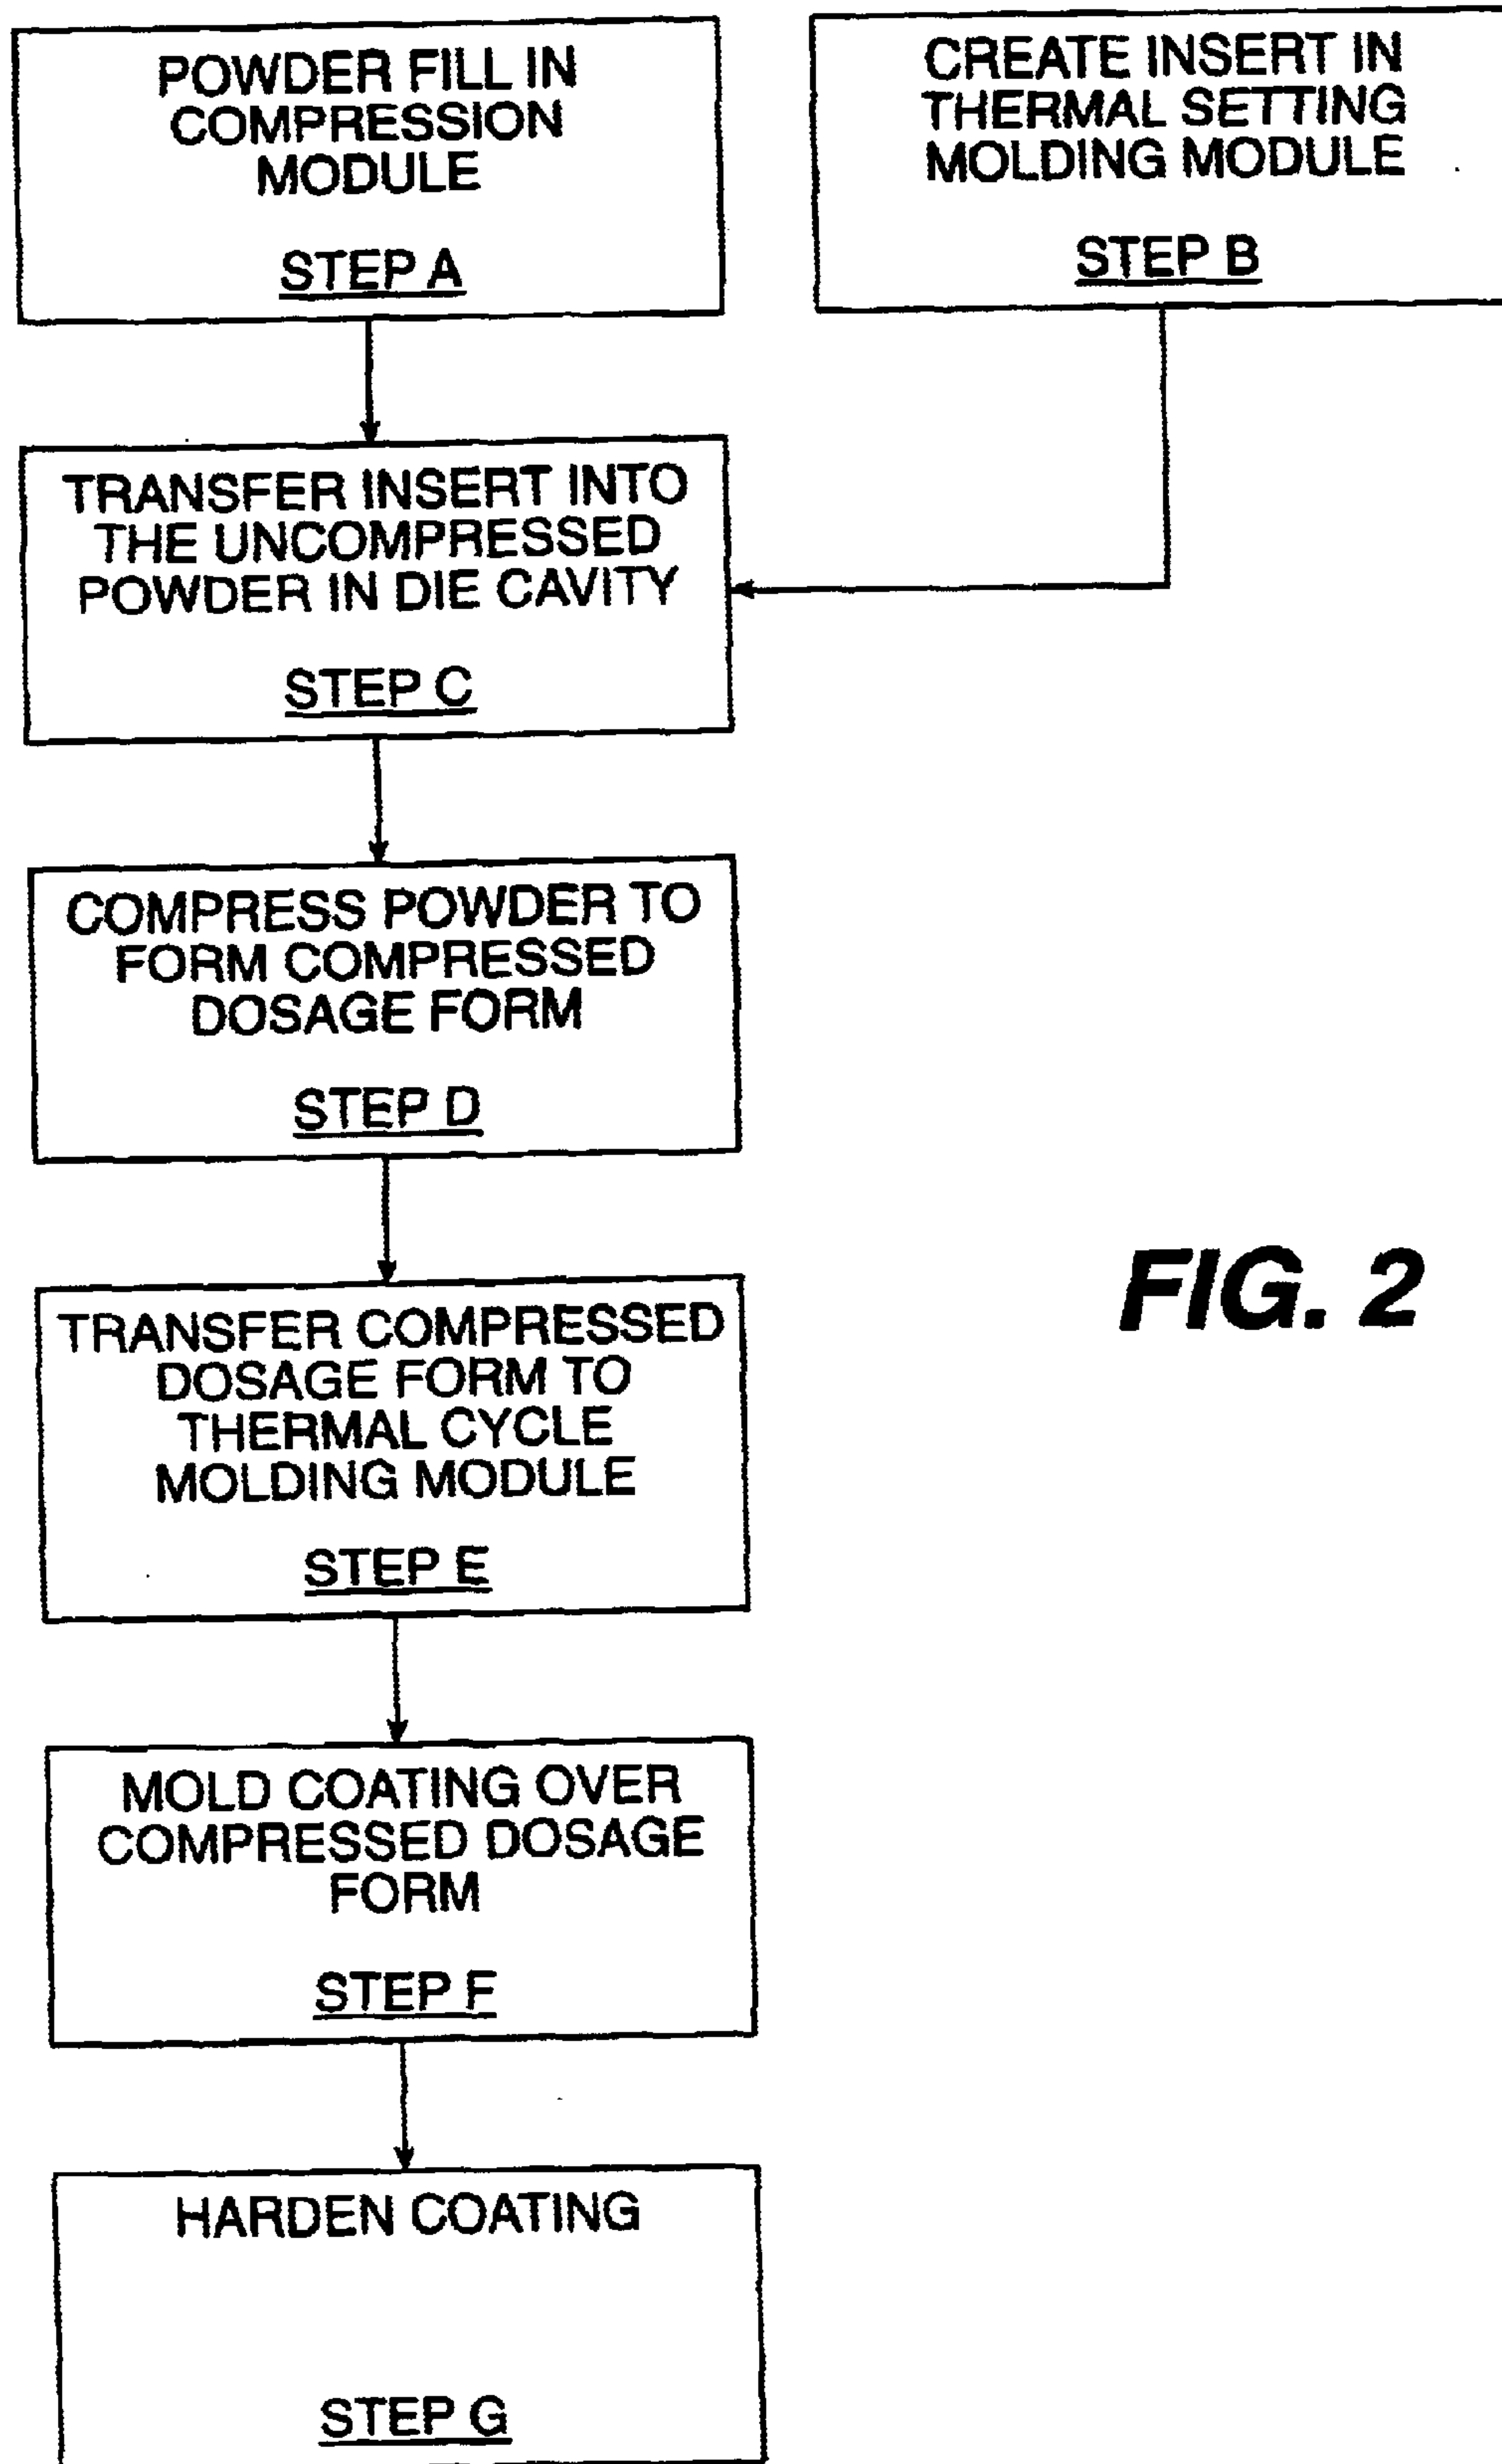 POWDER FILL IN
COMPRESSION
MODULE
STEP A
CREATE INSERT IN
THERMAL SETTING
MOLDING MODULE
STEP B
TRANSFER INSERT INTO
THE UNCOMPRESSED
POWDER IN DIE CAVITY
STEP C
COMPRESS POWDER TO
FORM COMPRESSED
DOSAGE FORM
STEP D
TRANSFER COMPRESSED
DOSAGE FORM TO
THERMAL CYCLE
MOLDING MODULE
STEP E
FIG. 2
MOLD COATING OVER
COMPRESSED DOSAGE
FORM
STEP F
HARDEN COATING
STEP G